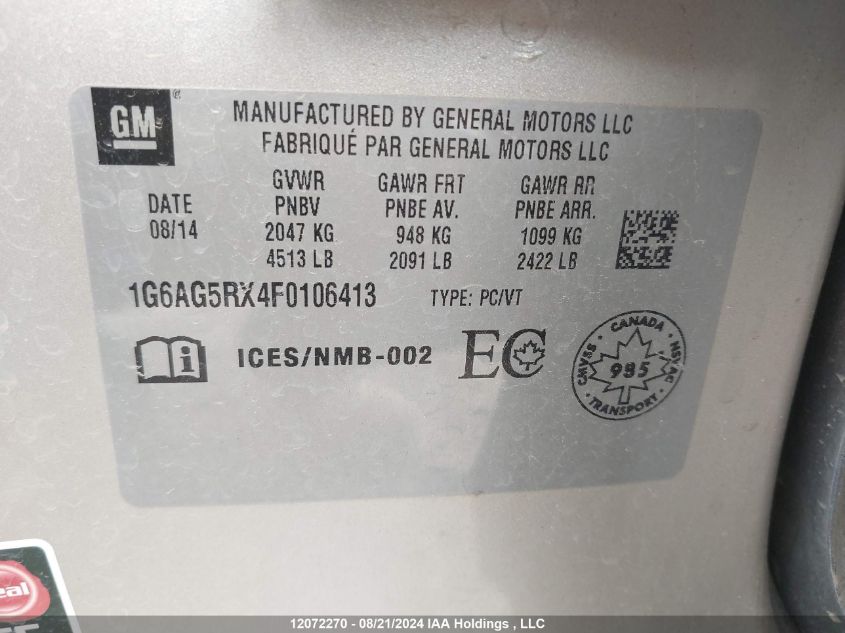 GM
®
MANUFACTURED BY GENERAL MOTORS LLC
FABRIQUÉ PAR GENERAL MOTORS LLC
DATE
08/14
GVWR
PNBV
2047 KG
4513 LB
GAWR FRT
PNBE AV.
948 KG
2091 LB
GAWR RR
PNBE ARR.
1099 KG
2422 LB
1G6AG5RX4F0106413 TYPE: PC/VT
i ICES/NMB-002 EC
CANADA
CMVSS 985 NSVAC
TRANSPORT
eal
12072270 - 08/21/2024 IAA Holdings , LLC